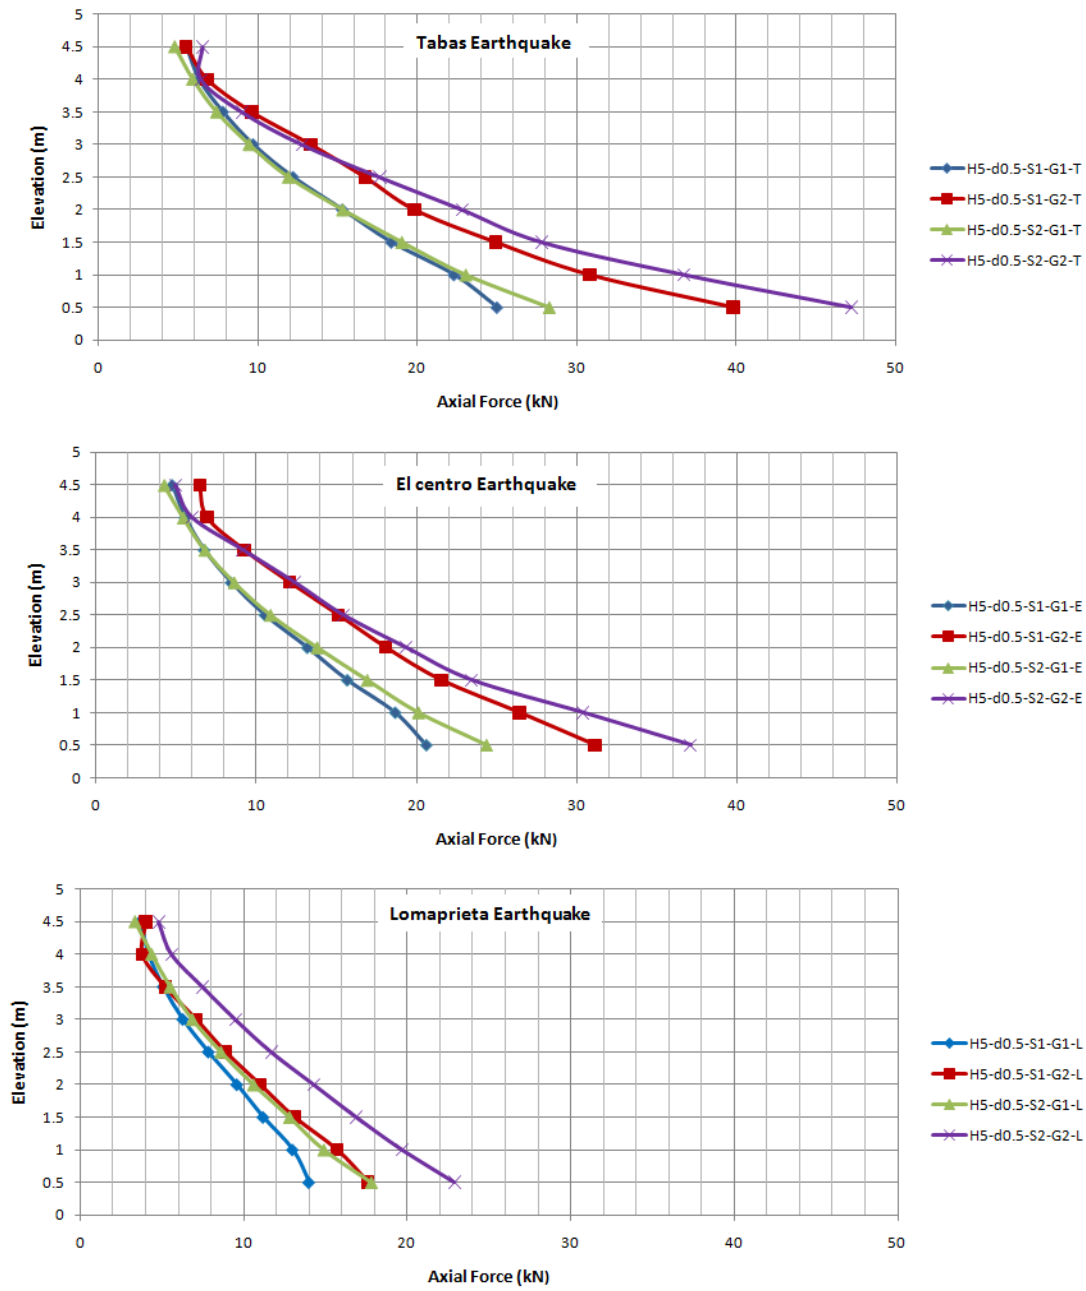 Tabas Earthquake
5
4.5
4
3.5
3
2.5
2
1.5
1
0.5
0
Elevation (m)
0 10 20 30 40 50
Axial Force (kN)
H5-d0.5-S1-G1-T
H5-d0.5-S1-G2-T
H5-d0.5-S2-G1-T
H5-d0.5-S2-G2-T
El centro Earthquake
5
4.5
4
3.5
3
2.5
2
1.5
1
0.5
0
Elevation (m)
0 10 20 30 40 50
Axial Force (kN)
H5-d0.5-S1-G1-E
H5-d0.5-S1-G2-E
H5-d0.5-S2-G1-E
H5-d0.5-S2-G2-E
Lomaprieta Earthquake
5
4.5
4
3.5
3
2.5
2
1.5
1
0.5
0
Elevation (m)
0 10 20 30 40 50
Axial Force (kN)
H5-d0.5-S1-G1-L
H5-d0.5-S1-G2-L
H5-d0.5-S2-G1-L
H5-d0.5-S2-G2-L